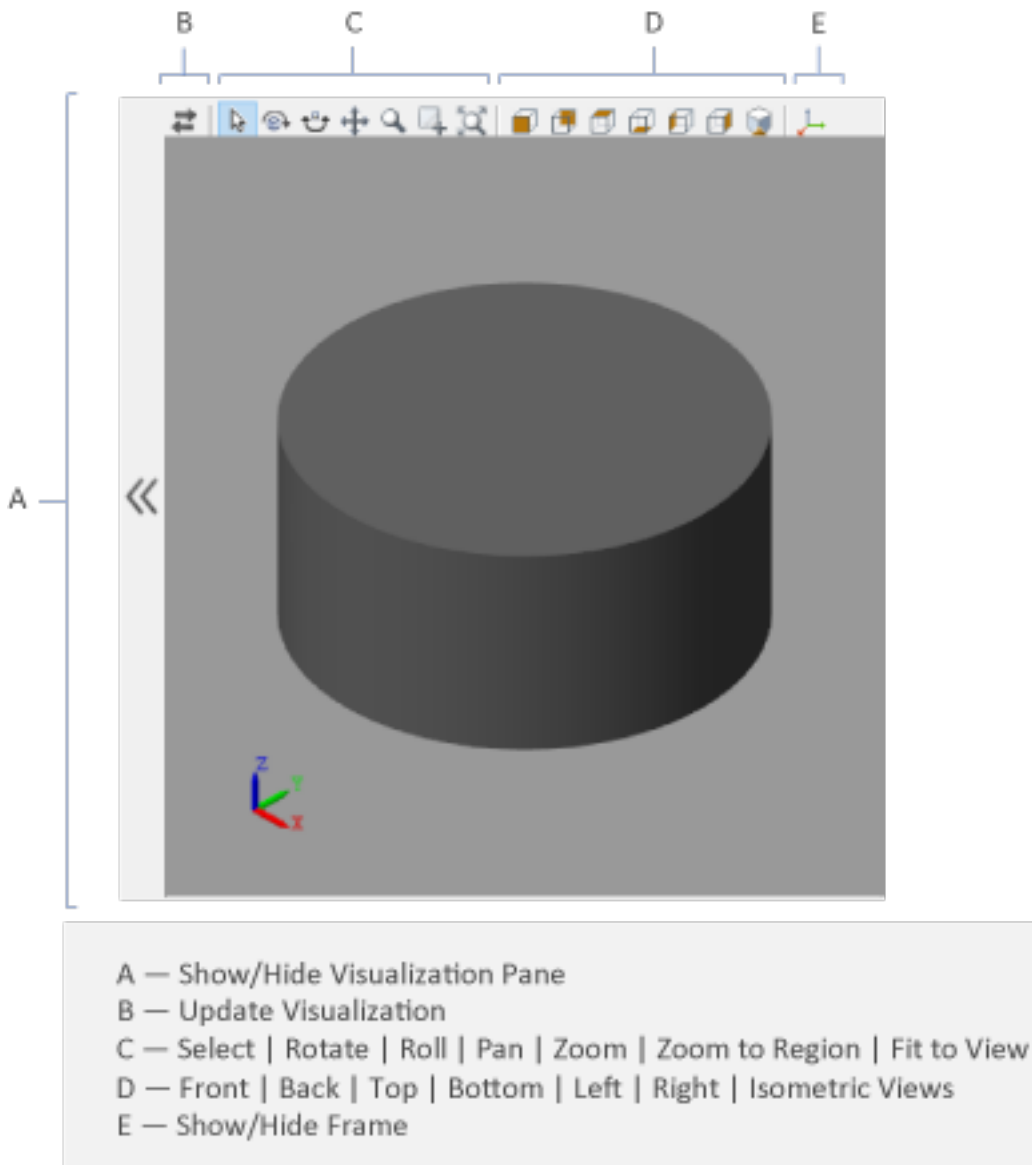 B
C
D
E
A
Z
Y
X
A — Show/Hide Visualization Pane
B — Update Visualization
C — Select | Rotate | Roll | Pan | Zoom | Zoom to Region | Fit to View
D — Front | Back | Top | Bottom | Left | Right | Isometric Views
E — Show/Hide Frame